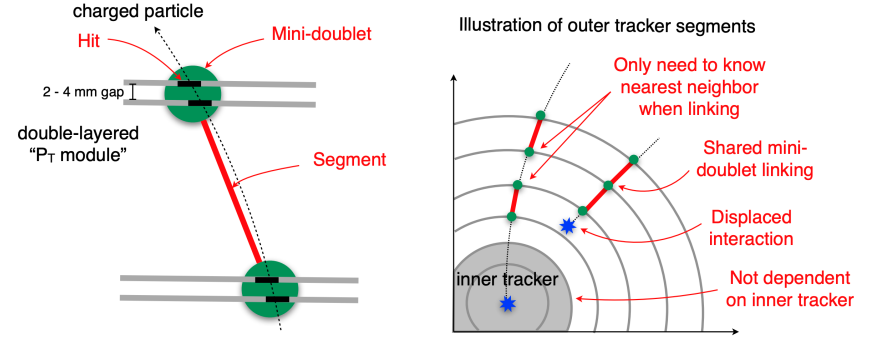 charged particle
Hit
Mini-doublet
2 - 4 mm gap
double-layered
“PT module”
Segment
Illustration of outer tracker segments
Only need to know
nearest neighbor
when linking
Shared mini-
doublet linking
Displaced
interaction
inner tracker
Not dependent
on inner tracker